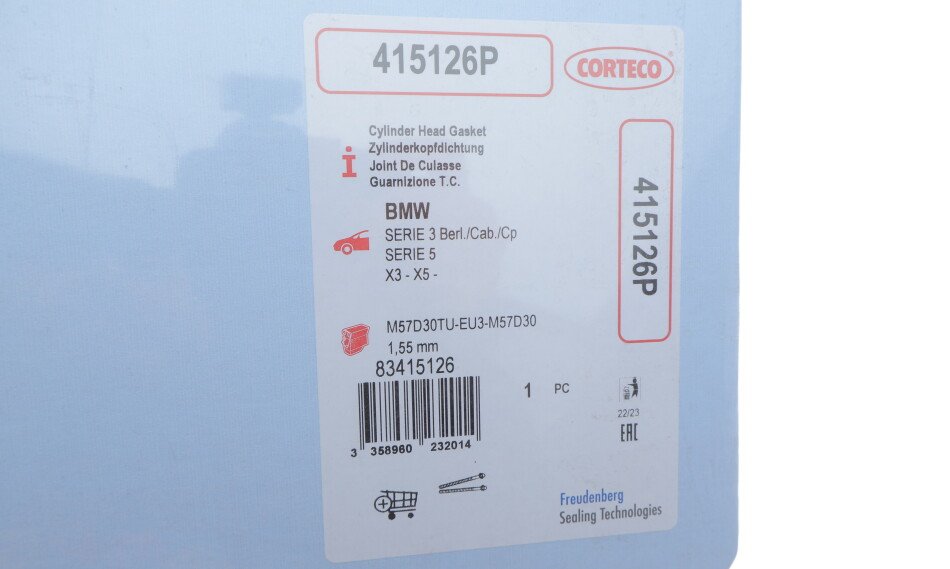 415126P
CORTECO®
Cylinder Head Gasket
Zylinderkopfdichtung
Joint De Culasse
Guarnizione T.C.
i
BMW
SERIE 3 Berl./Cab./Cp
SERIE 5
X3 - X5 -
415126P
M57D30TU-EU3-M57D30
1,55 mm
83415126
1 PC
3 358960 232014
22/23
EAC
Freudenberg
Sealing Technologies